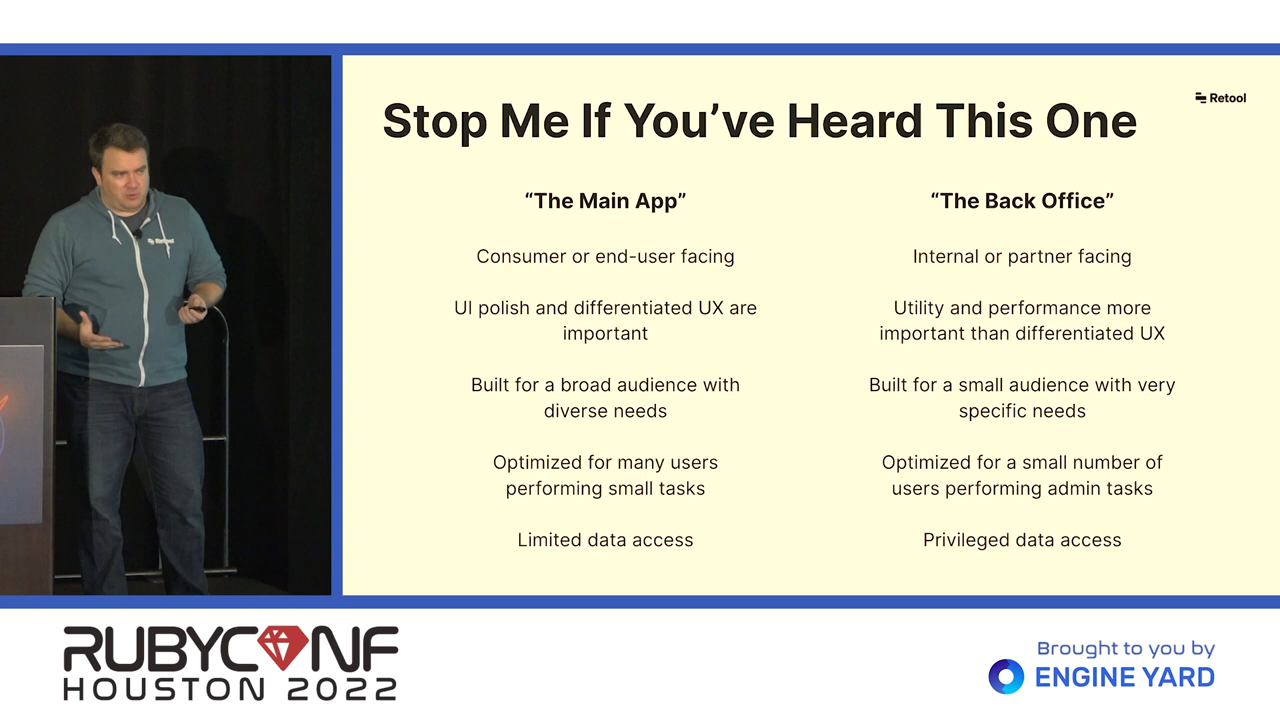 Stop Me If You’ve Heard This One
Retool
“The Main App”
Consumer or end-user facing
UI polish and differentiated UX are
important
Built for a broad audience with
diverse needs
Optimized for many users
performing small tasks
Limited data access
“The Back Office”
Internal or partner facing
Utility and performance more
important than differentiated UX
Built for a small audience with very
specific needs
Optimized for a small number of
users performing admin tasks
Privileged data access
Retool
RUBYCONF
HOUSTON 2022
Brought to you by
ENGINE YARD